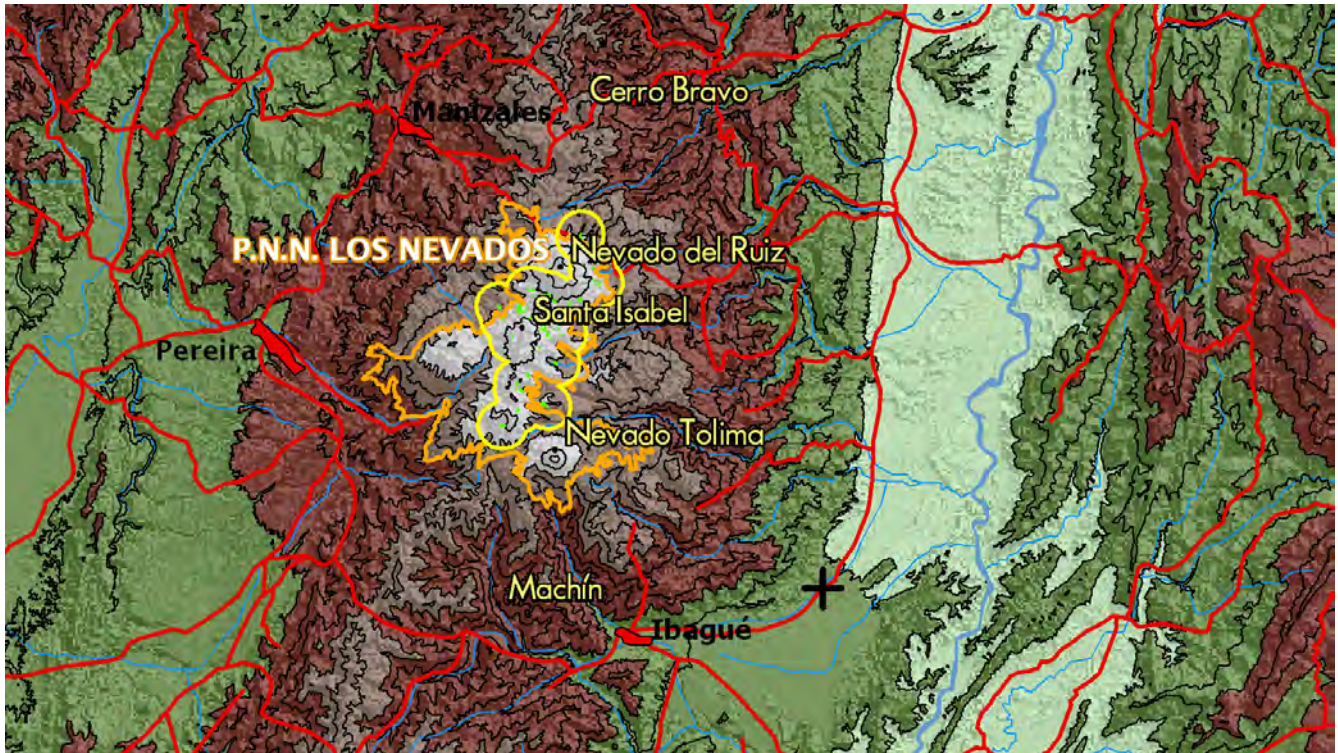 Cerro Bravo
Manizales
P.N.N. LOS NEVADOS
Nevado del Ruiz
Santa Isabel
Pereira
Nevado Tolima
Machín
Ibagué